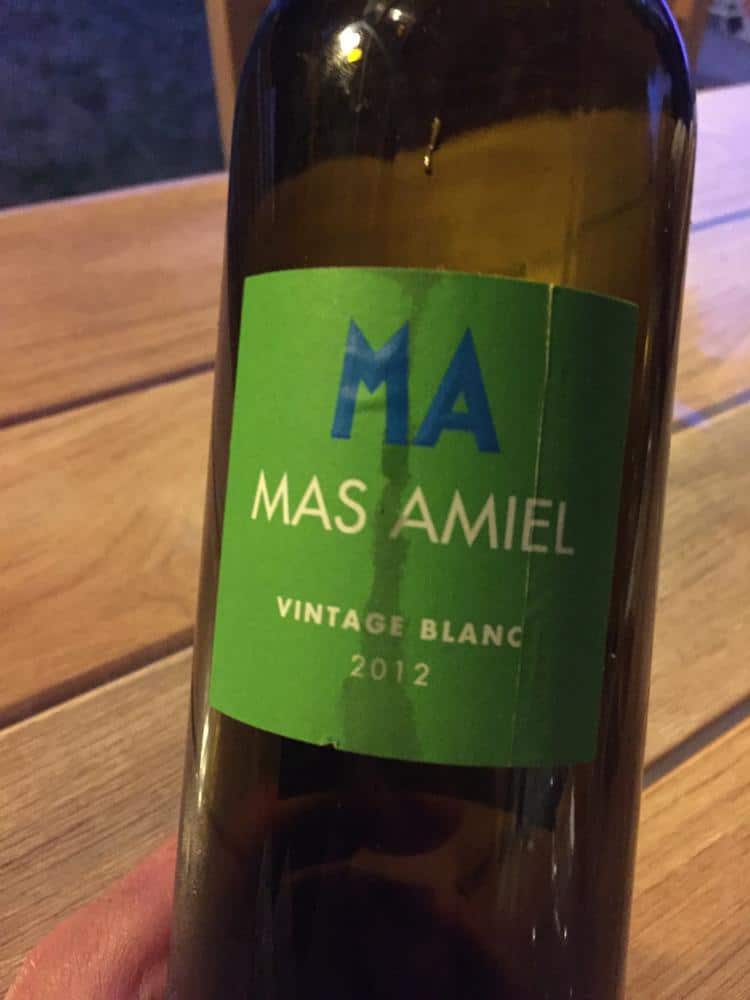 MA
MAS AMIEL
VINTAGE BLANC
2012